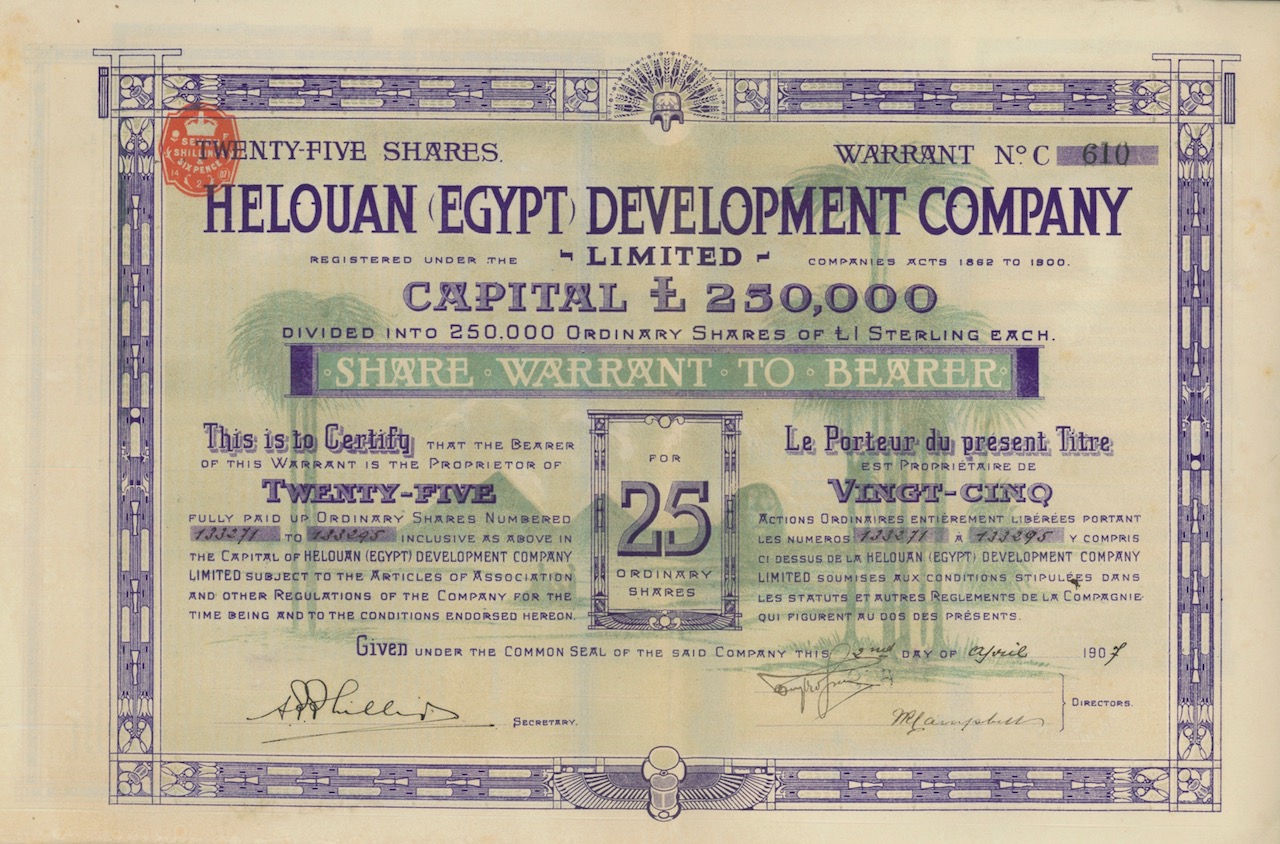 SEVEN
SHILLINGS
&
SIXPENCE
14 2 07
TWENTY-FIVE SHARES.
WARRANT No. C 610
HELOUAN (EGYPT) DEVELOPMENT COMPANY
REGISTERED UNDER THE - LIMITED - COMPANIES ACTS 1862 TO 1900.
CAPITAL £ 250,000
DIVIDED INTO 250.000 ORDINARY SHARES OF £1 STERLING EACH.
· SHARE · WARRANT · TO · BEARER ·
This is to Certify THAT THE BEARER
OF THIS WARRANT IS THE PROPRIETOR OF
TWENTY-FIVE
FULLY PAID UP ORDINARY SHARES NUMBERED
133271 TO 133295 INCLUSIVE AS ABOVE IN
THE CAPITAL OF HELOUAN (EGYPT) DEVELOPMENT COMPANY
LIMITED SUBJECT TO THE ARTICLES OF ASSOCIATION
AND OTHER REGULATIONS OF THE COMPANY FOR THE
TIME BEING AND TO THE CONDITIONS ENDORSED HEREON.
FOR
25
ORDINARY
SHARES
Le Porteur du présent Titre
EST PROPRIÉTAIRE DE
VINGT-CINQ
ACTIONS ORDINAIRES ENTIÈREMENT LIBÉRÉES PORTANT
LES NUMEROS 133271 À 133295 Y COMPRIS
CI DESSUS DE LA HELOUAN (EGYPT) DEVELOPMENT COMPANY
LIMITED SOUMISES AUX CONDITIONS STIPULÉES DANS
LES STATUTS ET AUTRES REGLEMENTS DE LA COMPAGNIE
QUI FIGURENT AU DOS DES PRÉSENTS.
Given UNDER THE COMMON SEAL OF THE SAID COMPANY THIS 2nd DAY OF April 1907
SECRETARY.
DIRECTORS.